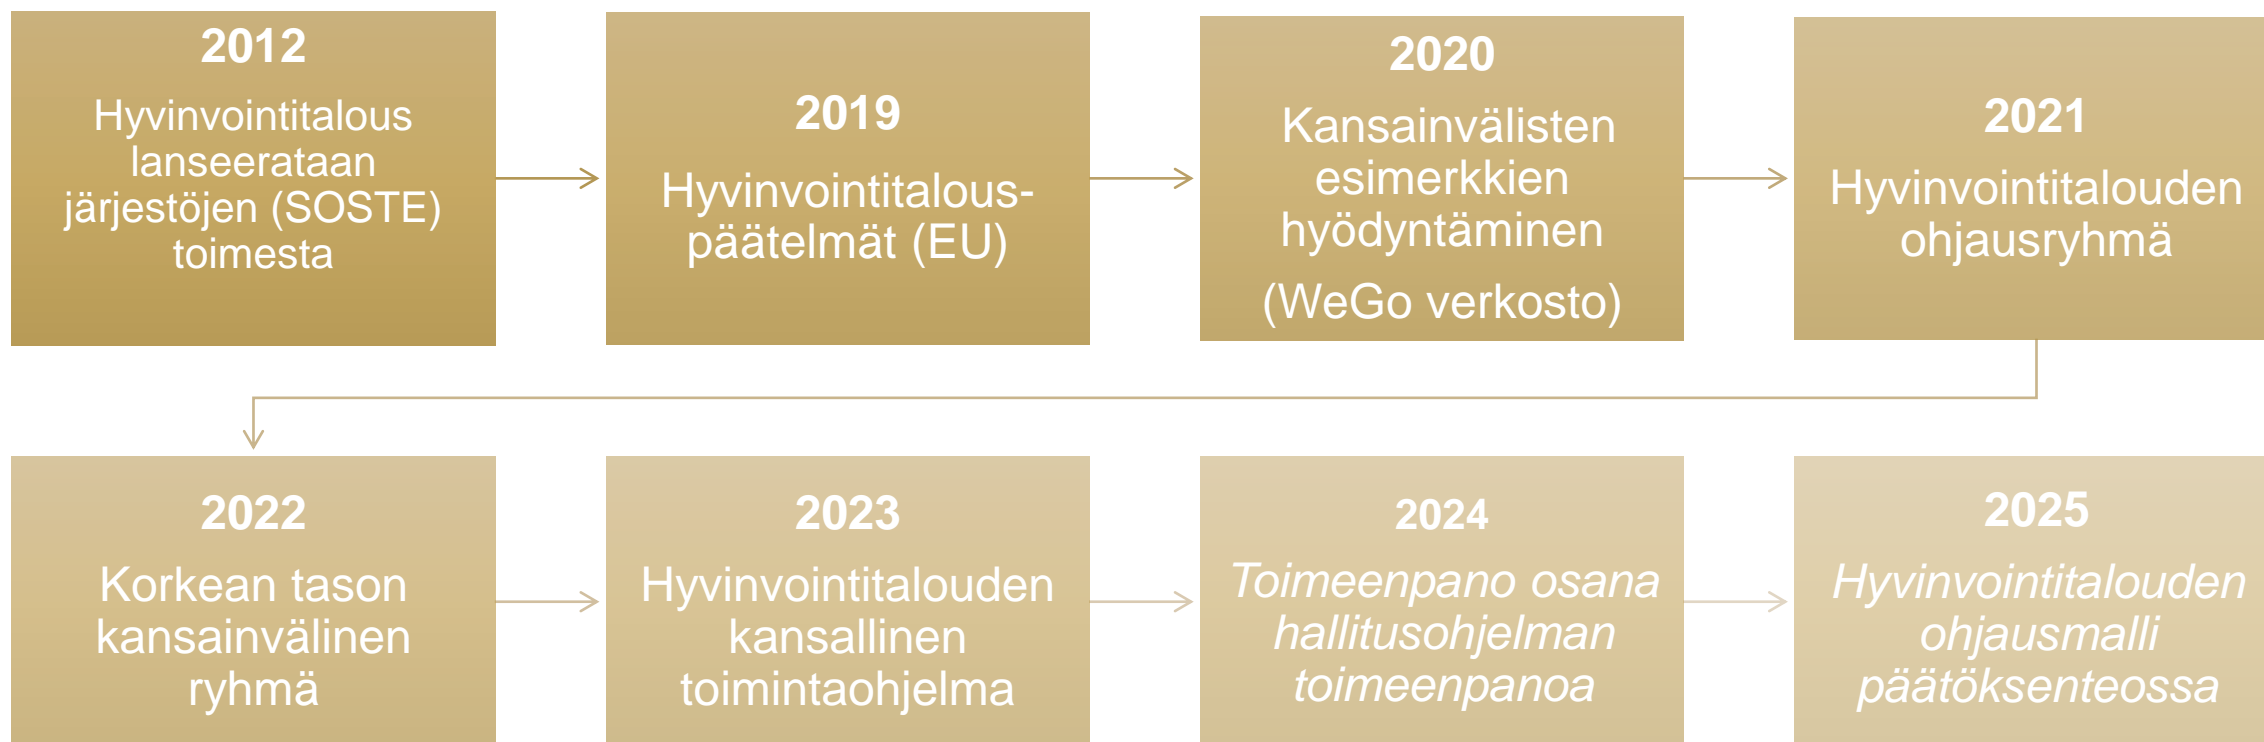 2012
Hyvinvointitalous
lanseerataan
järjestöjen (SOSTE)
toimesta
2019
Hyvinvointitalous-
päätelmät (EU)
2020
Kansainvälisten
esimerkkien
hyödyntäminen
(WeGo verkosto)
2021
Hyvinvointitalouden
ohjausryhmä
2022
Korkean tason
kansainvälinen
ryhmä
2023
Hyvinvointitalouden
kansallinen
toimintaohjelma
2024
Toimeenpano osana
hallitusohjelman
toimeenpanoa
2025
Hyvinvointitalouden
ohjausmalli
päätöksenteossa